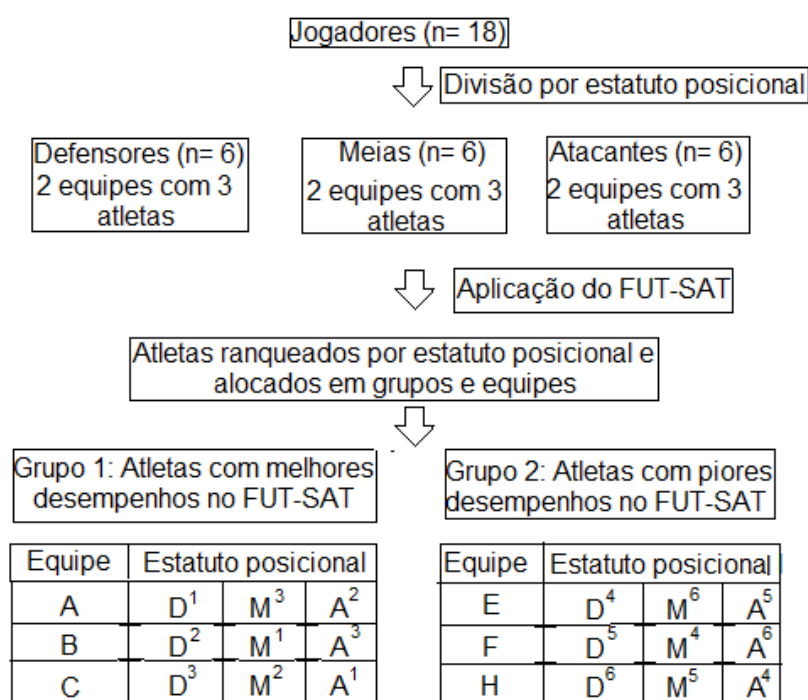 Jogadores (n= 18)
Divisão por estatuto posicional
Defensores (n= 6)
2 equipes com 3
atletas
Meias (n= 6)
2 equipes com 3
atletas
Atacantes (n= 6)
2 equipes com 3
atletas
Aplicação do FUT-SAT
Atletas ranqueados por estatuto posicional e
alocados em grupos e equipes
Grupo 1: Atletas com melhores
desempenhos no FUT-SAT
Equipe Estatuto posicional
A D¹ M³ A²
B D² M¹ A³
C D³ M² A¹
Grupo 2: Atletas com piores
desempenhos no FUT-SAT
Equipe Estatuto posicional
E D⁴ M⁶ A⁵
F D⁵ M⁴ A⁶
H D⁶ M⁵ A⁴